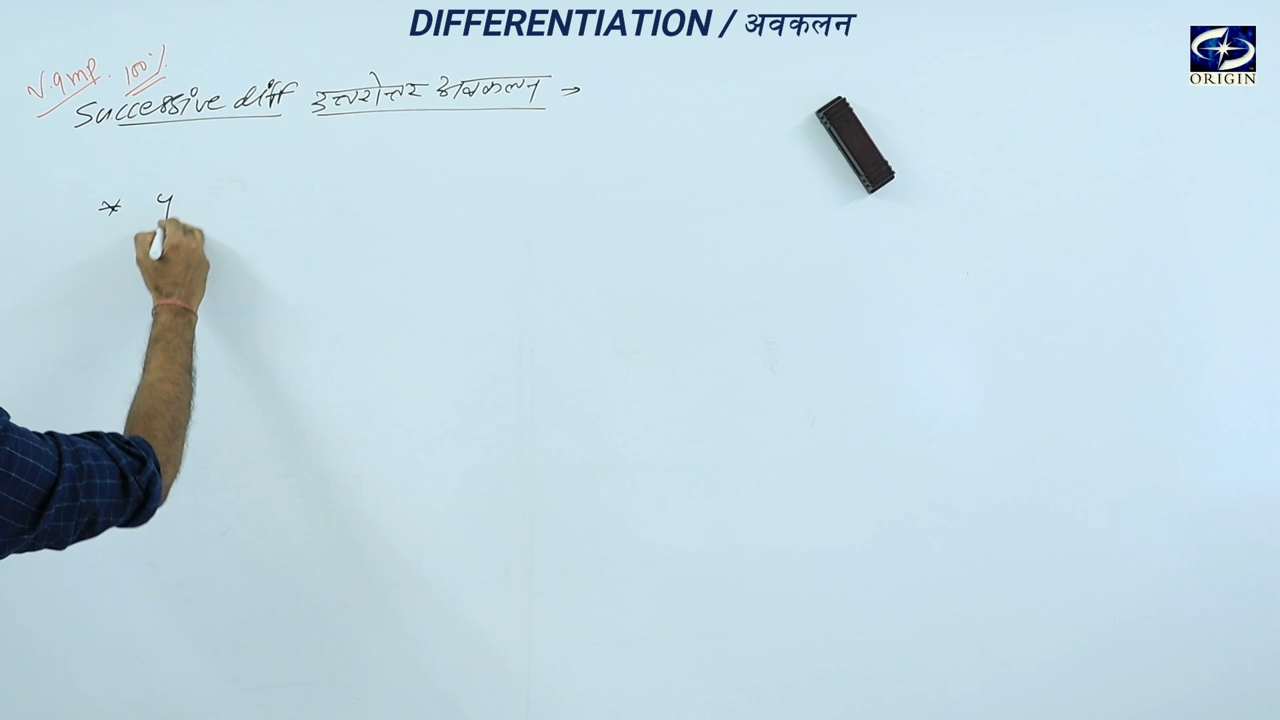 DIFFERENTIATION / अवकलन
ORIGIN
V. Imp. 100%
Successive diff उत्तरोत्तर अवकलन →
* y